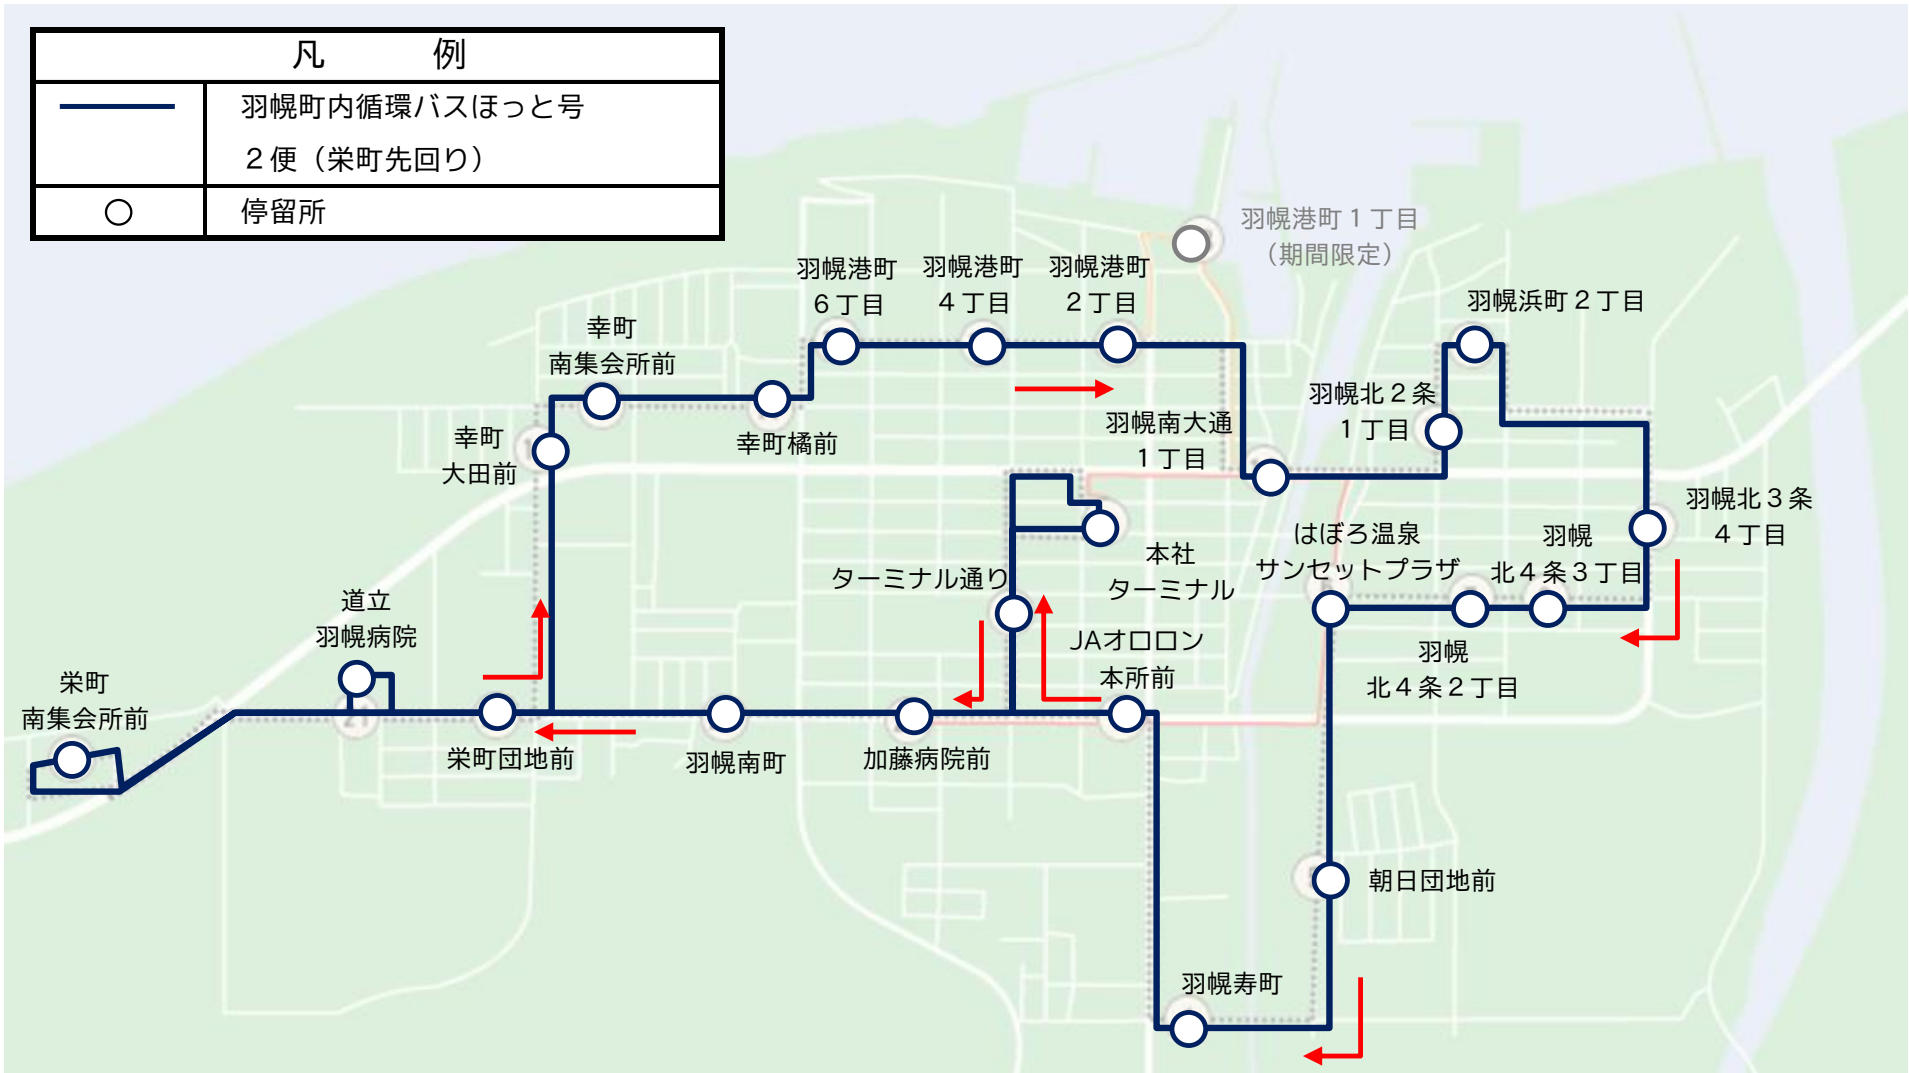 凡　例
羽幌町内循環バスほっと号
２便（栄町先回り）
停留所
羽幌港町１丁目
（期間限定）
羽幌港町
６丁目
羽幌港町
４丁目
羽幌港町
２丁目
羽幌浜町２丁目
幸町
南集会所前
幸町橋前
幸町
大田前
羽幌南大通
１丁目
羽幌北２条
１丁目
羽幌北３条
４丁目
はぼろ温泉
サンセットプラザ
羽幌
北４条３丁目
羽幌
北４条２丁目
本社
ターミナル
ターミナル通り
JAオロロン
本所前
道立
羽幌病院
栄町
南集会所前
栄町団地前
羽幌南町
加藤病院前
朝日団地前
羽幌寿町